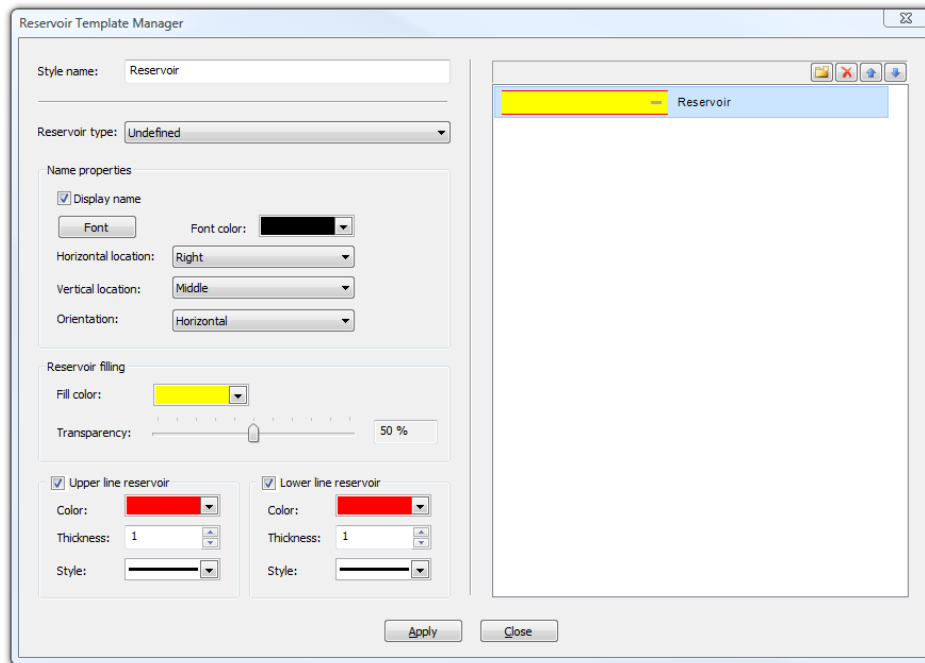 Reservoir Template Manager
Style name: Reservoir
Reservoir
Reservoir type: Undefined
Name properties
Display name
Font Font color:
Horizontal location: Right
Vertical location: Middle
Orientation: Horizontal
Reservoir filling
Fill color:
Transparency: 50 %
Upper line reservoir Lower line reservoir
Color: Color:
Thickness: 1 Thickness: 1
Style: Style:
Apply Close